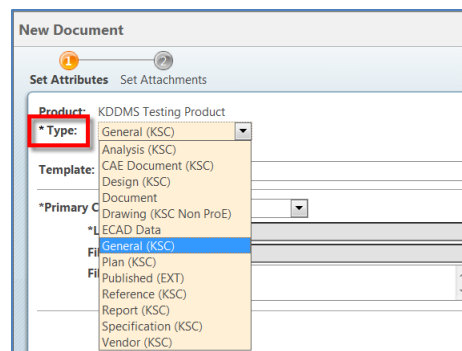 New Document
1 2
Set Attributes Set Attachments
Product: KDDMS Testing Product
* Type: General (KSC)
Analysis (KSC)
CAE Document (KSC)
Template:
Design (KSC)
Document
*Primary C
Drawing (KSC Non ProE)
*L
ECAD Data
Fi
General (KSC)
Plan (KSC)
Fi
Published (EXT)
Reference (KSC)
Report (KSC)
Specification (KSC)
Vendor (KSC)